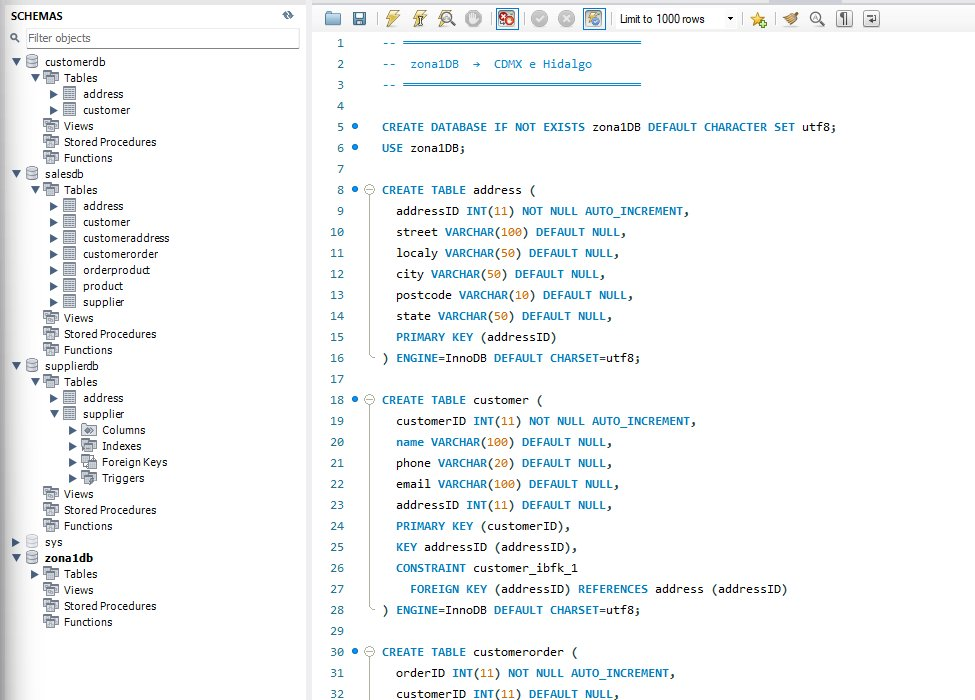 SCHEMAS
Filter objects
customerdb
Tables
address
customer
Views
Stored Procedures
Functions
salesdb
Tables
address
customer
customeraddress
customerorder
orderproduct
product
supplier
Views
Stored Procedures
Functions
supplierdb
Tables
address
supplier
Columns
Indexes
Foreign Keys
Triggers
Views
Stored Procedures
Functions
sys
zona1db
Tables
Views
Stored Procedures
Functions
Limit to 1000 rows
1 -- ══════════════════════════════════
2 -- zona1DB → CDMX e Hidalgo
3 -- ══════════════════════════════════
4
5 CREATE DATABASE IF NOT EXISTS zona1DB DEFAULT CHARACTER SET utf8;
6 USE zona1DB;
7
8 CREATE TABLE address (
9 addressID INT(11) NOT NULL AUTO_INCREMENT,
10 street VARCHAR(100) DEFAULT NULL,
11 localy VARCHAR(50) DEFAULT NULL,
12 city VARCHAR(50) DEFAULT NULL,
13 postcode VARCHAR(10) DEFAULT NULL,
14 state VARCHAR(50) DEFAULT NULL,
15 PRIMARY KEY (addressID)
16 ) ENGINE=InnoDB DEFAULT CHARSET=utf8;
17
18 CREATE TABLE customer (
19 customerID INT(11) NOT NULL AUTO_INCREMENT,
20 name VARCHAR(100) DEFAULT NULL,
21 phone VARCHAR(20) DEFAULT NULL,
22 email VARCHAR(100) DEFAULT NULL,
23 addressID INT(11) DEFAULT NULL,
24 PRIMARY KEY (customerID),
25 KEY addressID (addressID),
26 CONSTRAINT customer_ibfk_1
27 FOREIGN KEY (addressID) REFERENCES address (addressID)
28 ) ENGINE=InnoDB DEFAULT CHARSET=utf8;
29
30 CREATE TABLE customerorder (
31 orderID INT(11) NOT NULL AUTO_INCREMENT,
32 customerID INT(11) DEFAULT NULL,